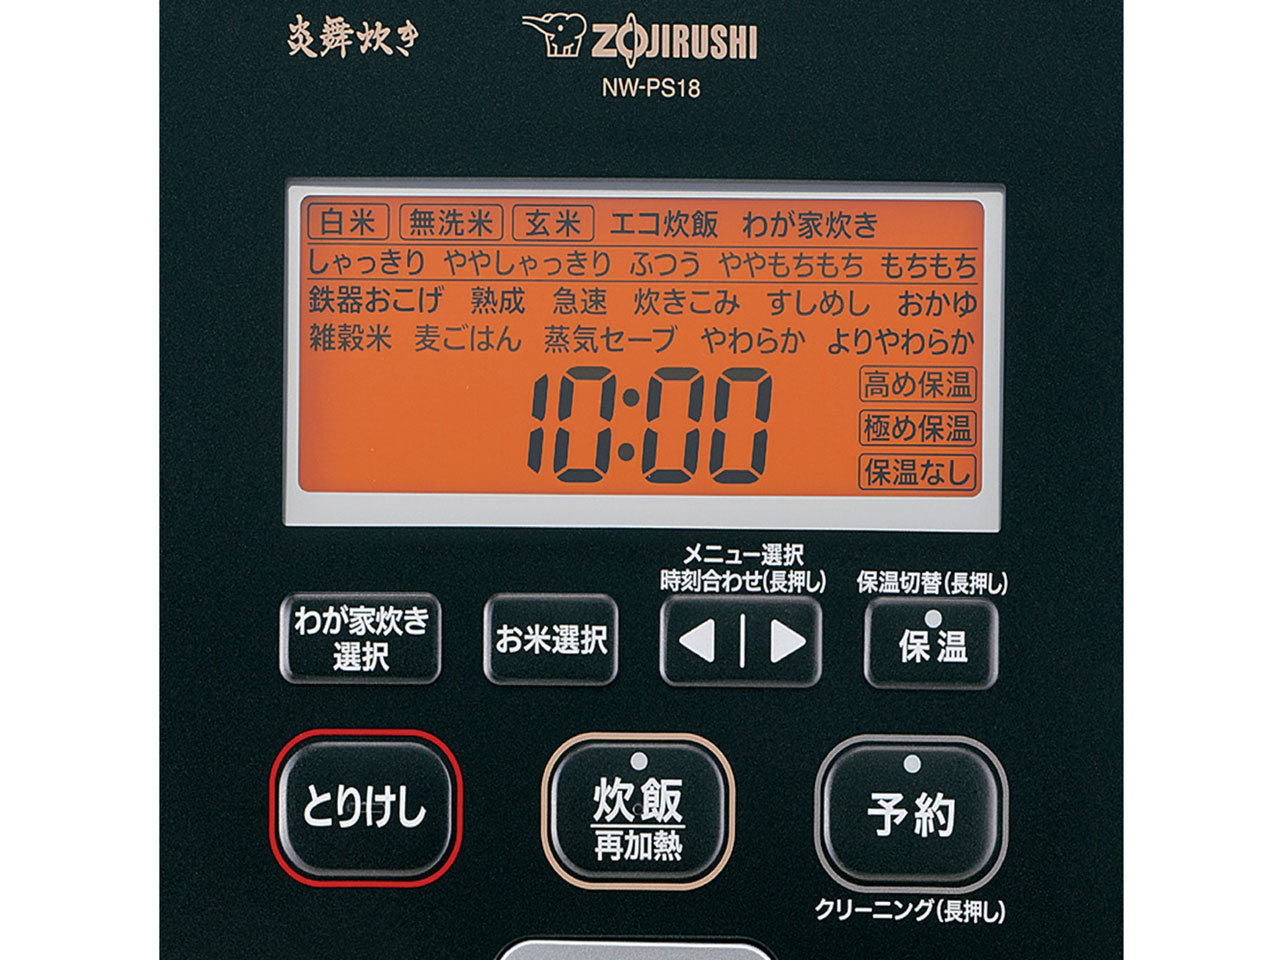 炎舞炊き
ZOJIRUSHI
NW-PS18
白米 無洗米 玄米 エコ炊飯 わが家炊き
しゃっきり ややしゃっきり ふつう ややもちもち もちもち
鉄器おこげ 熟成 急速 炊きこみ すしめし おかゆ
雑穀米 麦ごはん 蒸気セーブ やわらか よりやわらか
10:00
高め保温
極め保温
保温なし
メニュー選択
時刻合わせ(長押し)
保温切替(長押し)
わが家炊き
選択
お米選択
保温
とりけし
炊飯
再加熱
予約
クリーニング(長押し)